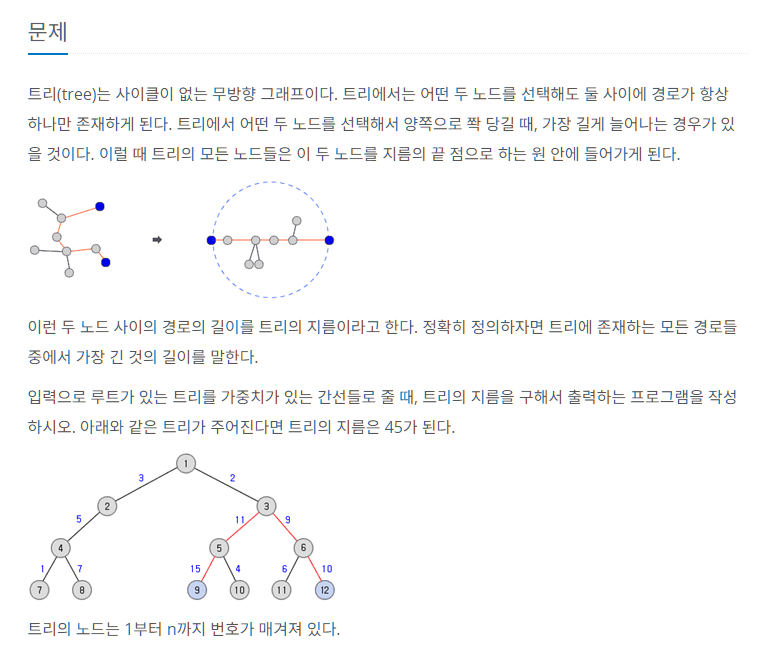 문제
트리(tree)는 사이클이 없는 무방향 그래프이다. 트리에서는 어떤 두 노드를 선택해도 둘 사이에 경로가 항상
하나만 존재하게 된다. 트리에서 어떤 두 노드를 선택해서 양쪽으로 쫙 당길 때, 가장 길게 늘어나는 경우가 있
을 것이다. 이럴 때 트리의 모든 노드들은 이 두 노드를 지름의 끝 점으로 하는 원 안에 들어가게 된다.
이런 두 노드 사이의 경로의 길이를 트리의 지름이라고 한다. 정확히 정의하자면 트리에 존재하는 모든 경로들
중에서 가장 긴 것의 길이를 말한다.
입력으로 루트가 있는 트리를 가중치가 있는 간선들로 줄 때, 트리의 지름을 구해서 출력하는 프로그램을 작성
하시오. 아래와 같은 트리가 주어진다면 트리의 지름은 45가 된다.
1
3 2
2 3
5 11 9
4 5 6
1 7 15 4 6 10
7 8 9 10 11 12
트리의 노드는 1부터 n까지 번호가 매겨져 있다.